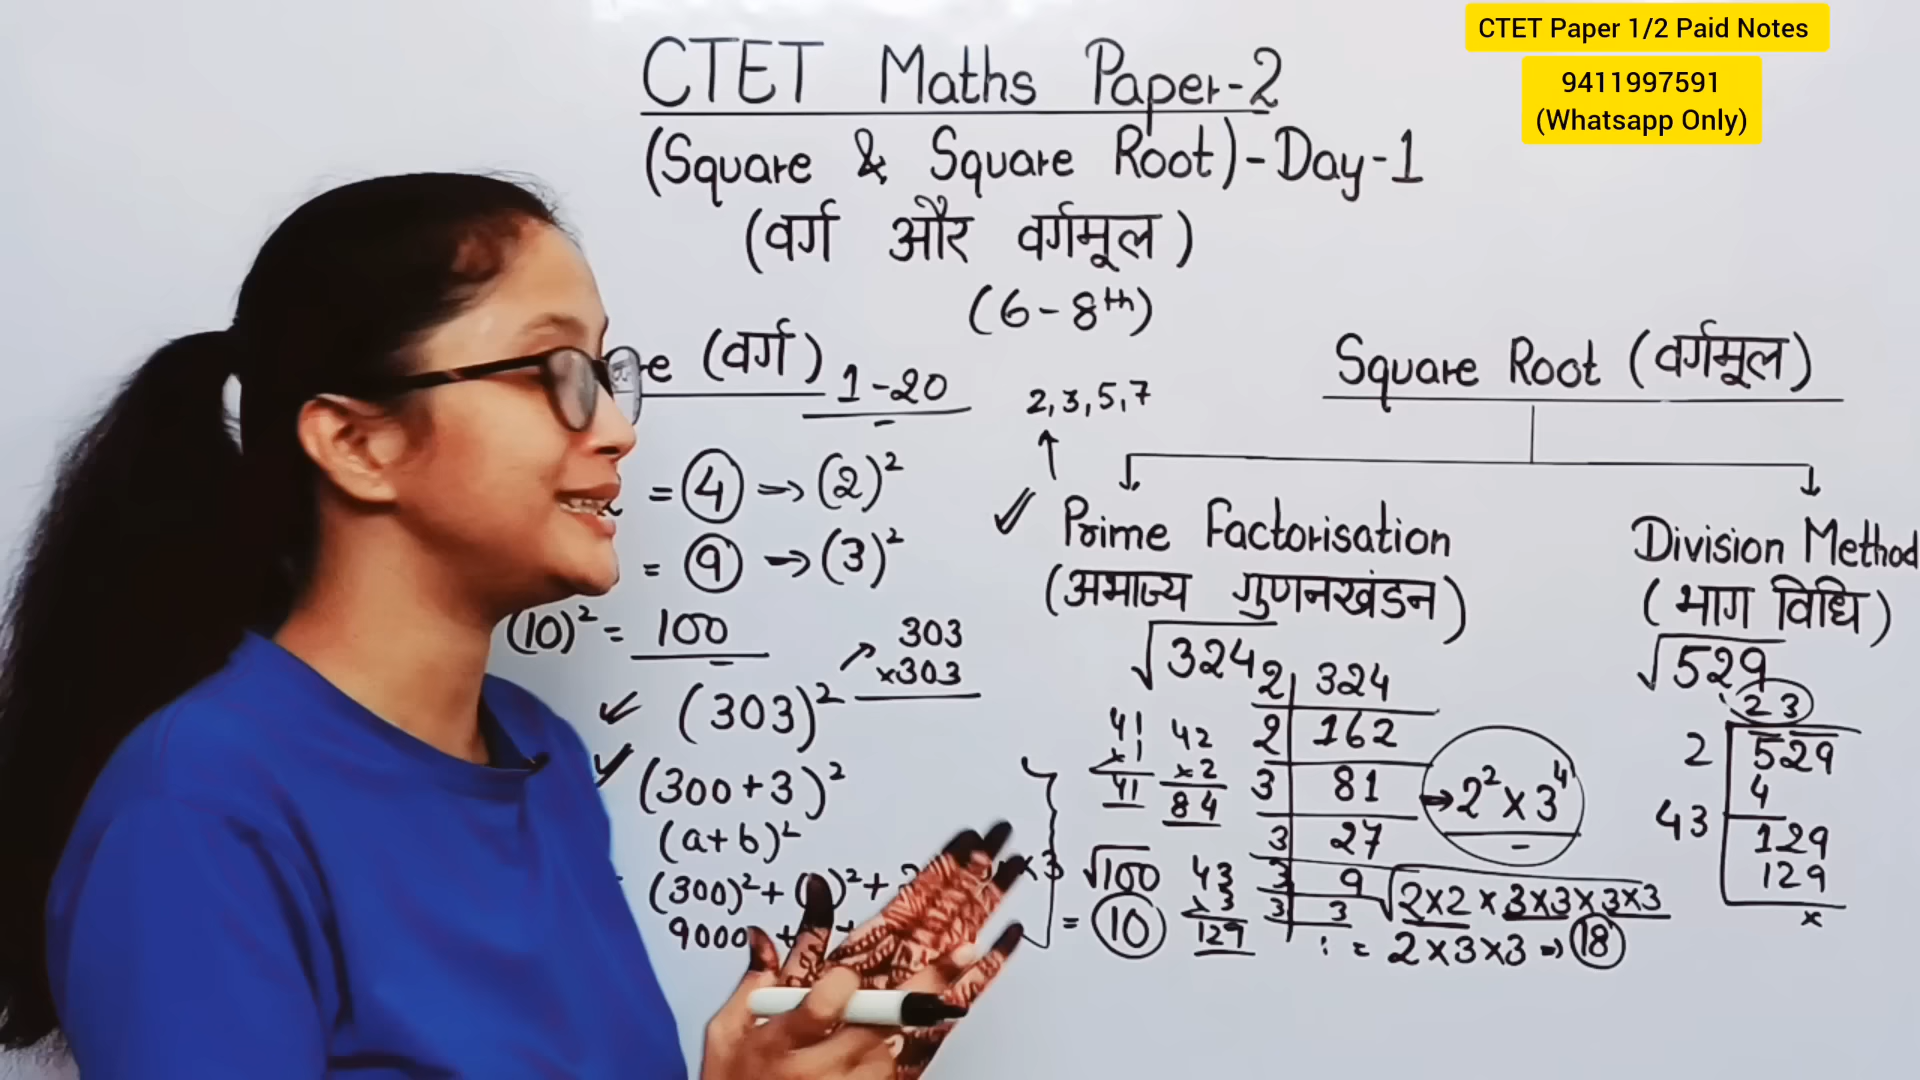 CTET Paper 1/2 Paid Notes
9411997591
(Whatsapp Only)
CTET Maths Paper-2
(Square & Square Root)-Day-1
(वर्ग और वर्गमूल)
(6-8th)
(वर्ग)
1-20
= 4 → (2)²
= 9 → (3)²
(10)² = 100
303
×303
(303)²
(300+3)²
(a+b)²
(300)² +
×3
2, 3, 5, 7
Square Root (वर्गमूल)
Prime Factorisation
(अभाज्य गुणनखंडन)
√324
2 | 324
2 | 162
3 | 81
3 | 27
3 | 9
3 | 3
→ 2² × 3⁴
√2×2×3×3×3×3
= 2×3×3 → 18
41
×1
41
42
×2
84
43
×3
129
√100
= 10
Division Method
(भाग विधि)
√529
23
2 | 529
4
43 | 129
129
×